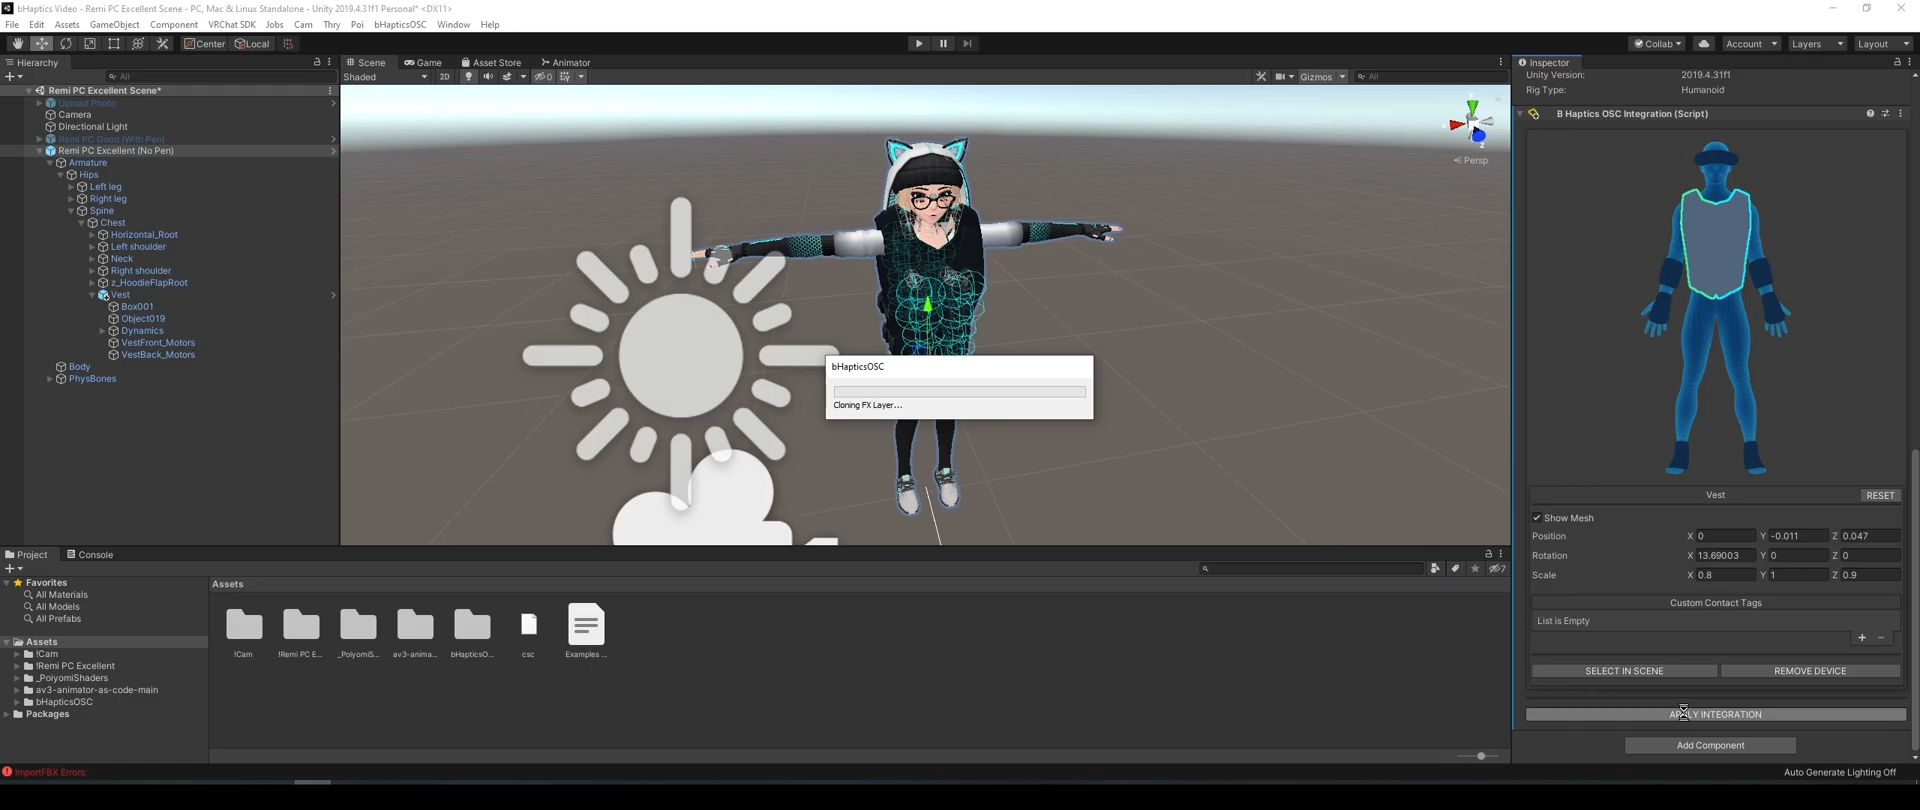 bHaptics Video - Remi PC Excellent Scene - PC, Mac & Linux Standalone - Unity 2019.4.31f1 Personal* <DX11>
File Edit Assets GameObject Component VRChat SDK Jobs Cam Thry Poi bHapticsOSC Window Help
Center Local Collab Account Layers Layout
Hierarchy
All
Remi PC Excellent Scene*
Upload Photo
Camera
Directional Light
Remi PC Good (With Pen)
Remi PC Excellent (No Pen)
Armature
Hips
Left leg
Right leg
Spine
Chest
Horizontal_Root
Left shoulder
Neck
Right shoulder
z_HoodieFlapRoot
Vest
Box001
Object019
Dynamics
VestFront_Motors
VestBack_Motors
Body
PhysBones
Scene Game Asset Store Animator
Shaded 2D 0 Gizmos All
y
x
z
Persp
bHapticsOSC
Cloning FX Layer...
Inspector
Unity Version: 2019.4.31f1
Rig Type: Humanoid
B Haptics OSC Integration (Script)
Vest RESET
Show Mesh
Position X 0 Y -0.011 Z 0.047
Rotation X 13.69003 Y 0 Z 0
Scale X 0.8 Y 1 Z 0.9
Custom Contact Tags
List is Empty
+ −
SELECT IN SCENE REMOVE DEVICE
APPLY INTEGRATION
Add Component
Project Console
7
Favorites
All Materials
All Models
All Prefabs
Assets
!Cam
!Remi PC Excellent
_PoiyomiShaders
av3-animator-as-code-main
bHapticsOSC
Packages
Assets
!Cam !Remi PC E... _PoiyomiS... av3-anima... bHapticsO... csc Examples ...
ImportFBX Errors:
Auto Generate Lighting Off